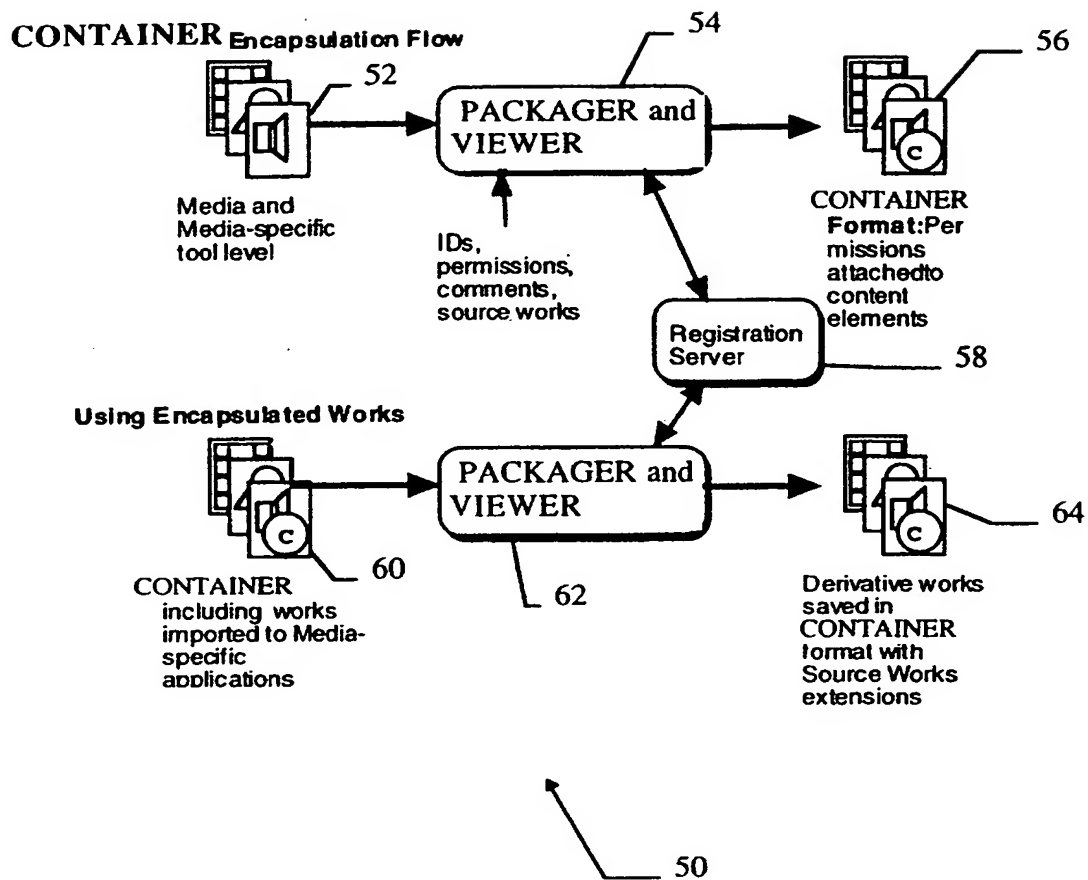 CONTAINER Encapsulation Flow
54
56
52
PACKAGER and
VIEWER
C
Media and
Media-specific
tool level
IDs,
permissions,
comments,
source works
CONTAINER
Format:Per
missions
attachedto
content
elements
Registration
Server
58
Using Encapsulated Works
PACKAGER and
VIEWER
C
60
62
C
64
CONTAINER
including works
imported to Media-
specific
applications
Derivative works
saved in
CONTAINER
format with
Source Works
extensions
50